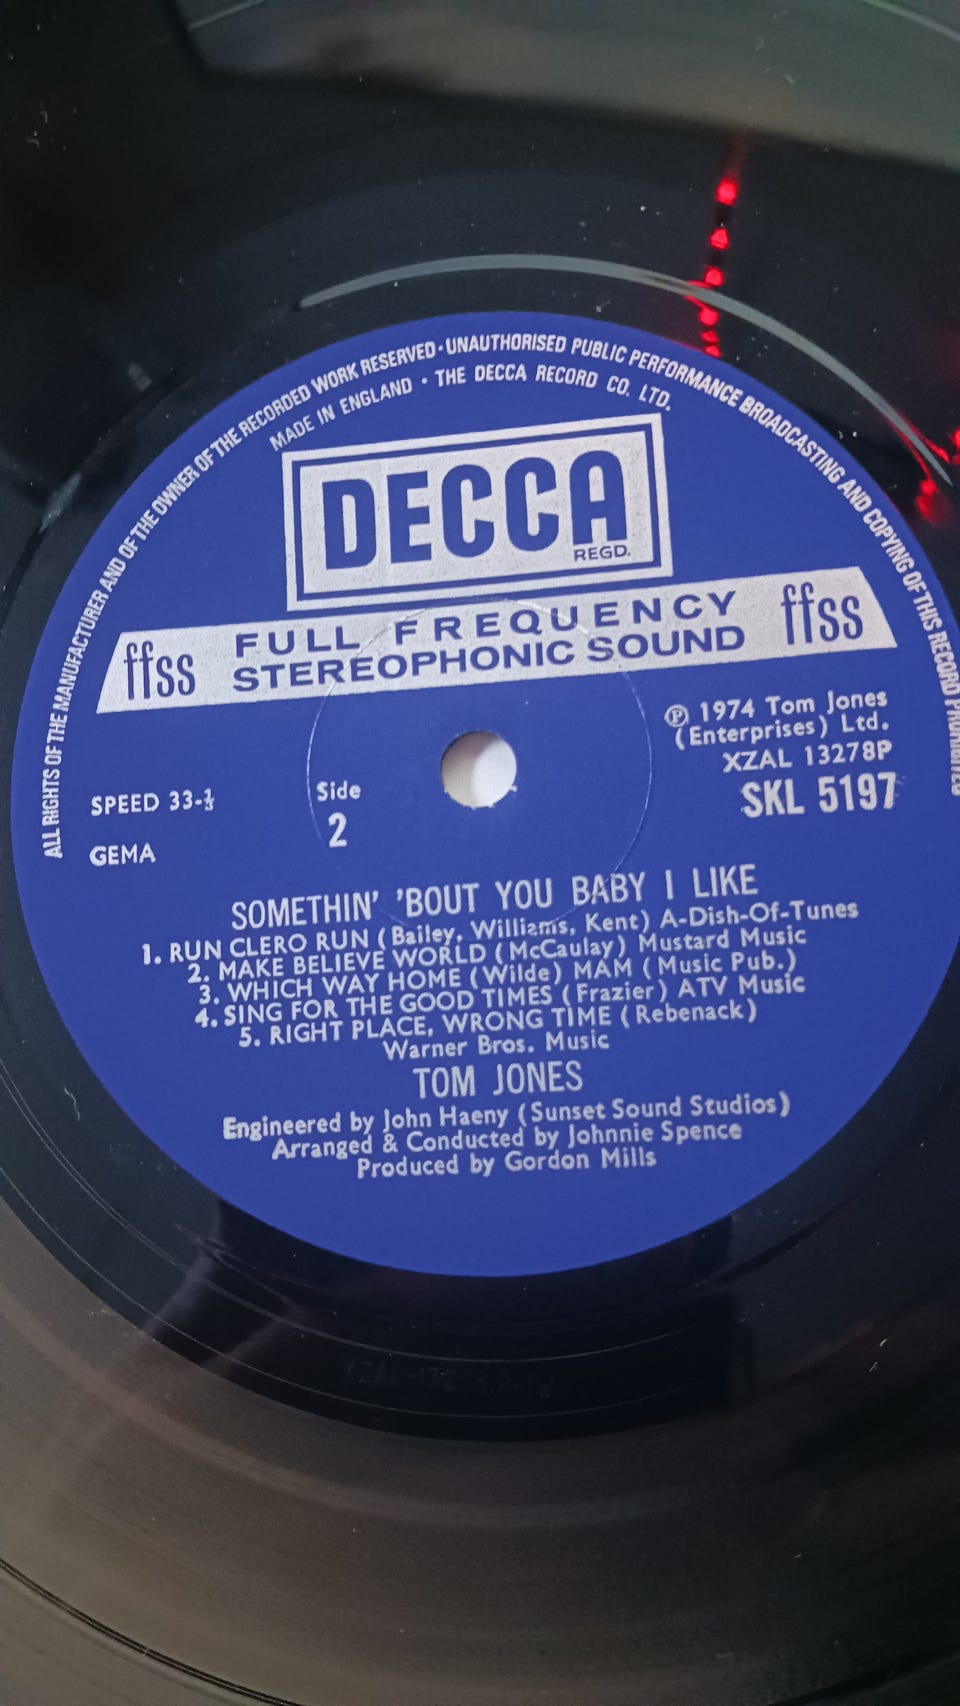 ALL RIGHTS OF THE MANUFACTURER AND OF THE OWNER OF THE RECORDED WORK RESERVED · UNAUTHORISED PUBLIC PERFORMANCE BROADCASTING AND COPYING OF THIS RECORD PROHIBITED
MADE IN ENGLAND · THE DECCA RECORD CO. LTD.
DECCA
REGD.
ffss FULL FREQUENCY ffss
STEREOPHONIC SOUND
℗ 1974 Tom Jones
(Enterprises) Ltd.
XZAL 13278P
SKL 5197
SPEED 33-⅓
GEMA
Side
2
SOMETHIN' 'BOUT YOU BABY I LIKE
1. RUN CLERO RUN (Bailey, Williams, Kent) A-Dish-Of-Tunes
2. MAKE BELIEVE WORLD (McCaulay) Mustard Music
3. WHICH WAY HOME (Wilde) MAM (Music Pub.)
4. SING FOR THE GOOD TIMES (Frazier) ATV Music
5. RIGHT PLACE, WRONG TIME (Rebenack)
Warner Bros. Music
TOM JONES
Engineered by John Haeny (Sunset Sound Studios)
Arranged & Conducted by Johnnie Spence
Produced by Gordon Mills